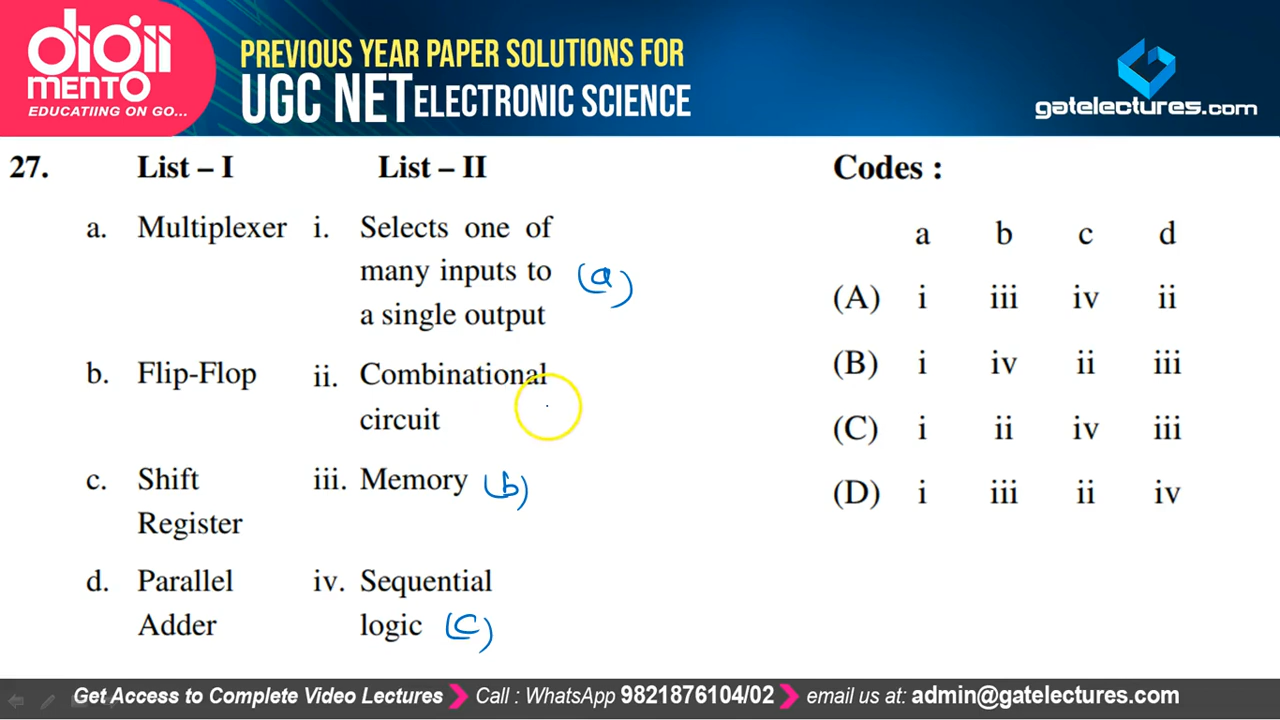 digii
MENTO
EDUCATIING ON GO...
PREVIOUS YEAR PAPER SOLUTIONS FOR
UGC NET ELECTRONIC SCIENCE
gatelectures.com
27. List – I List – II
a. Multiplexer i. Selects one of
many inputs to
a single output (a)
b. Flip-Flop ii. Combinational
circuit
c. Shift iii. Memory (b)
Register
d. Parallel iv. Sequential
Adder logic (c)
Codes :
a b c d
(A) i iii iv ii
(B) i iv ii iii
(C) i ii iv iii
(D) i iii ii iv
Get Access to Complete Video Lectures Call : WhatsApp 9821876104/02 email us at: admin@gatelectures.com